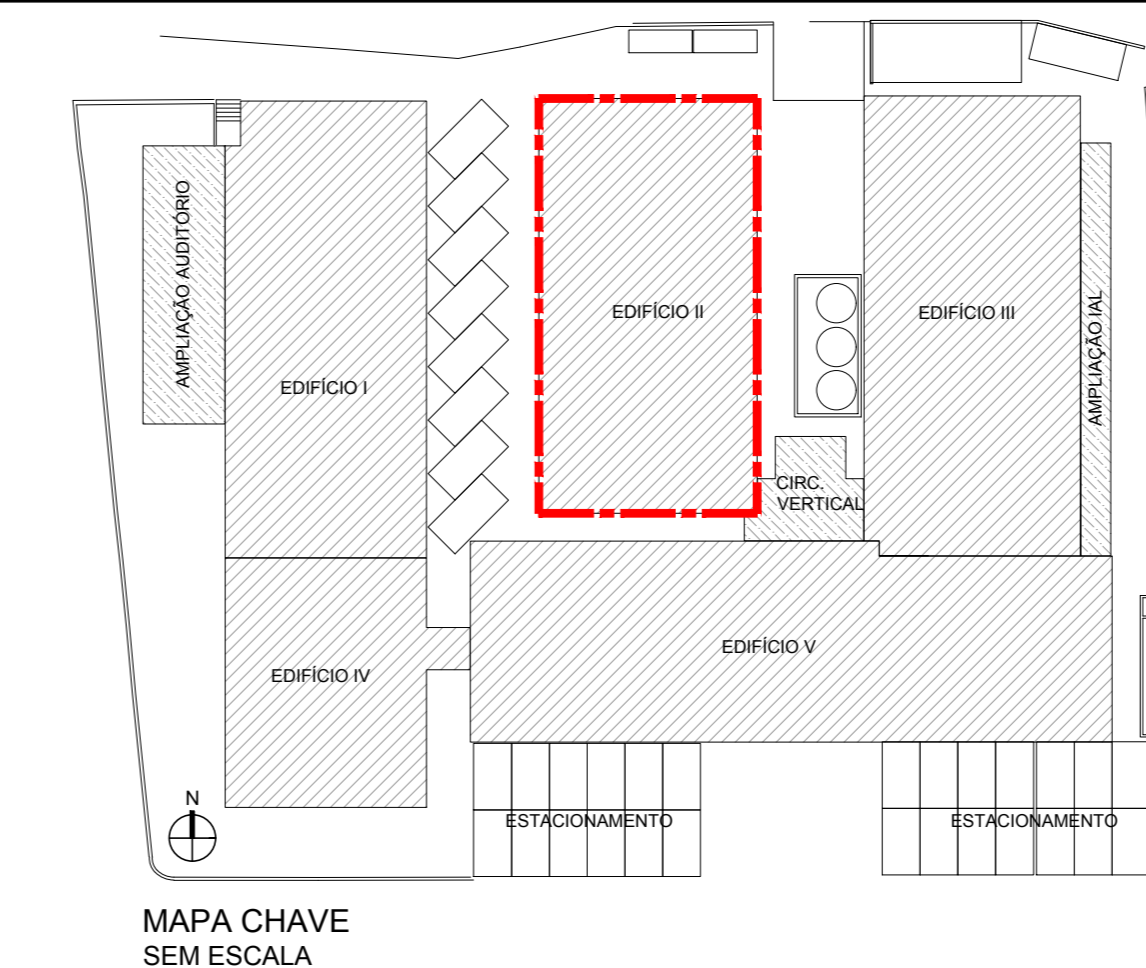 AMPLIAÇÃO AUDITÓRIO
EDIFÍCIO I
EDIFÍCIO II
EDIFÍCIO III
AMPLIAÇÃO IAL
CIRC.
VERTICAL
EDIFÍCIO IV
EDIFÍCIO V
N
ESTACIONAMENTO
ESTACIONAMENTO
MAPA CHAVE
SEM ESCALA